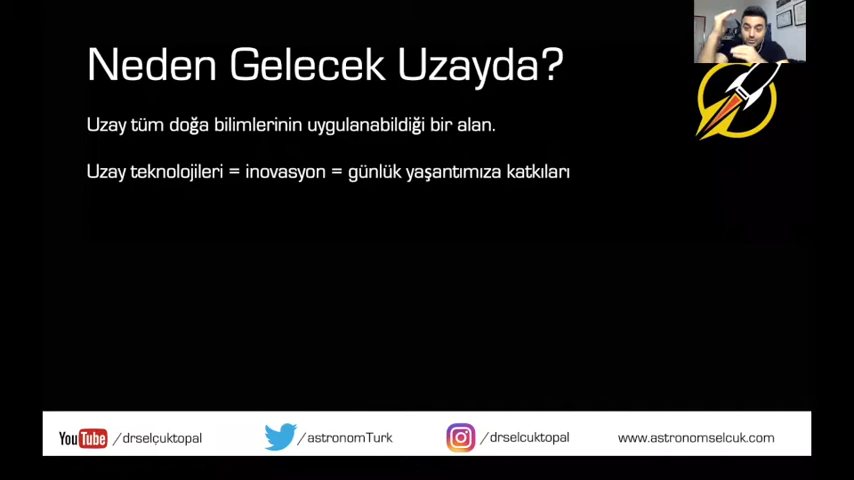 Neden Gelecek Uzayda?
Uzay tüm doğa bilimlerinin uygulanabildiği bir alan.
Uzay teknolojileri = inovasyon = günlük yaşantımıza katkıları
YouTube /drselçuktopal
/astronomTurk
/drselcuktopal
www.astronomselcuk.com